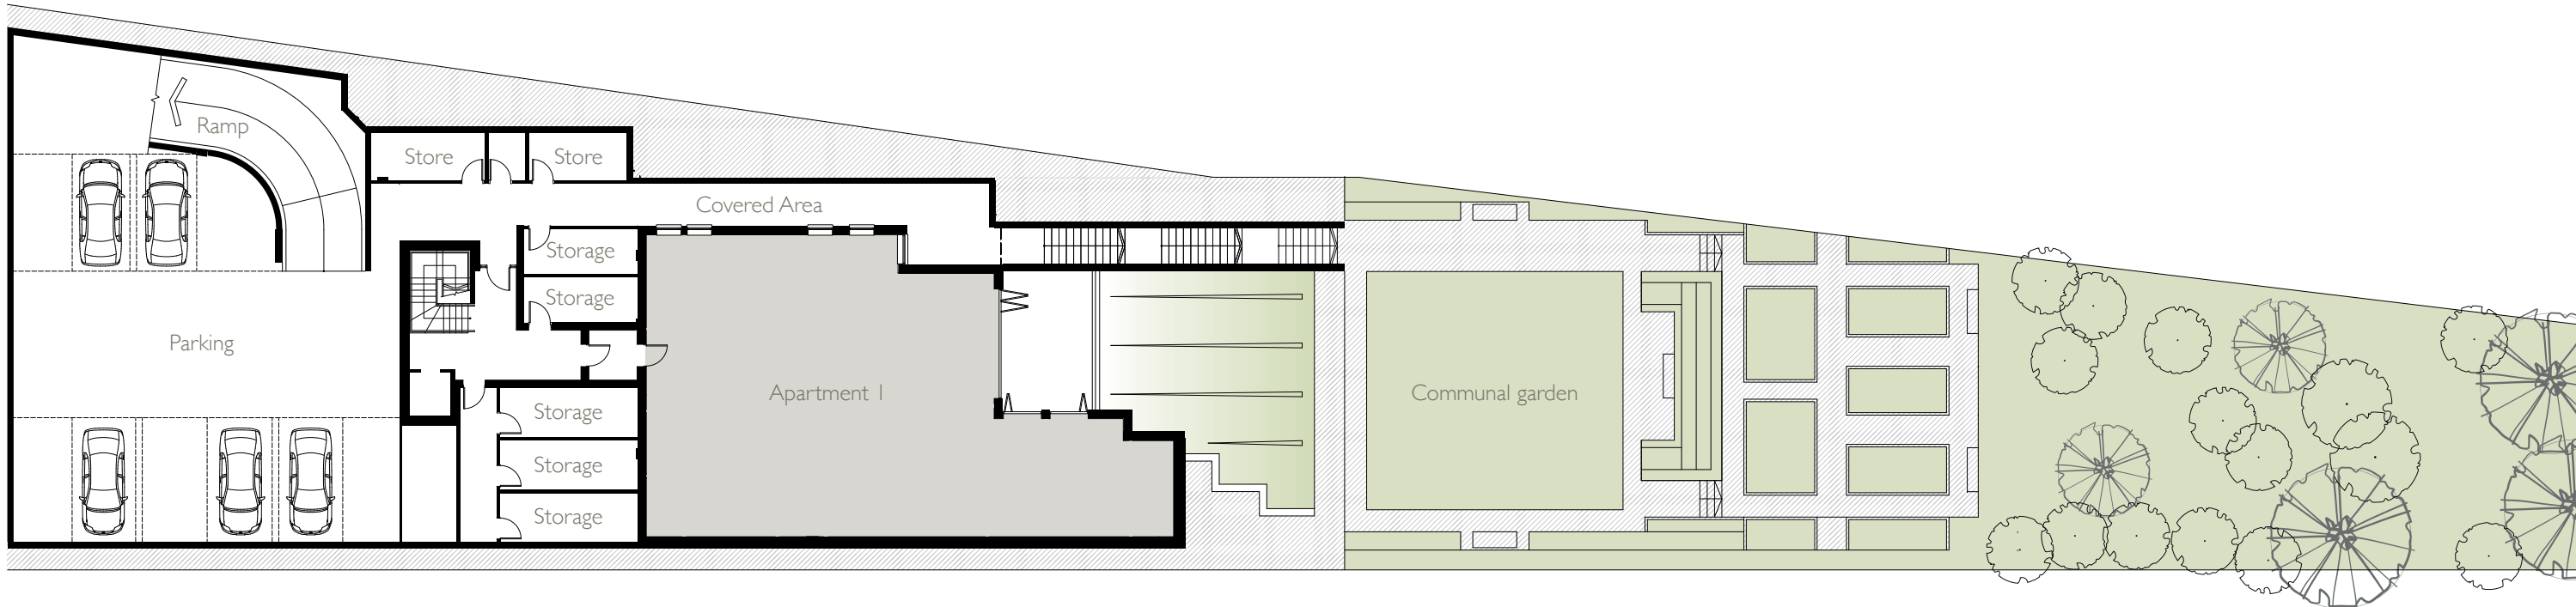 Ramp
Store
Store
Covered Area
Storage
Storage
Parking
Apartment 1
Communal garden
Storage
Storage
Storage